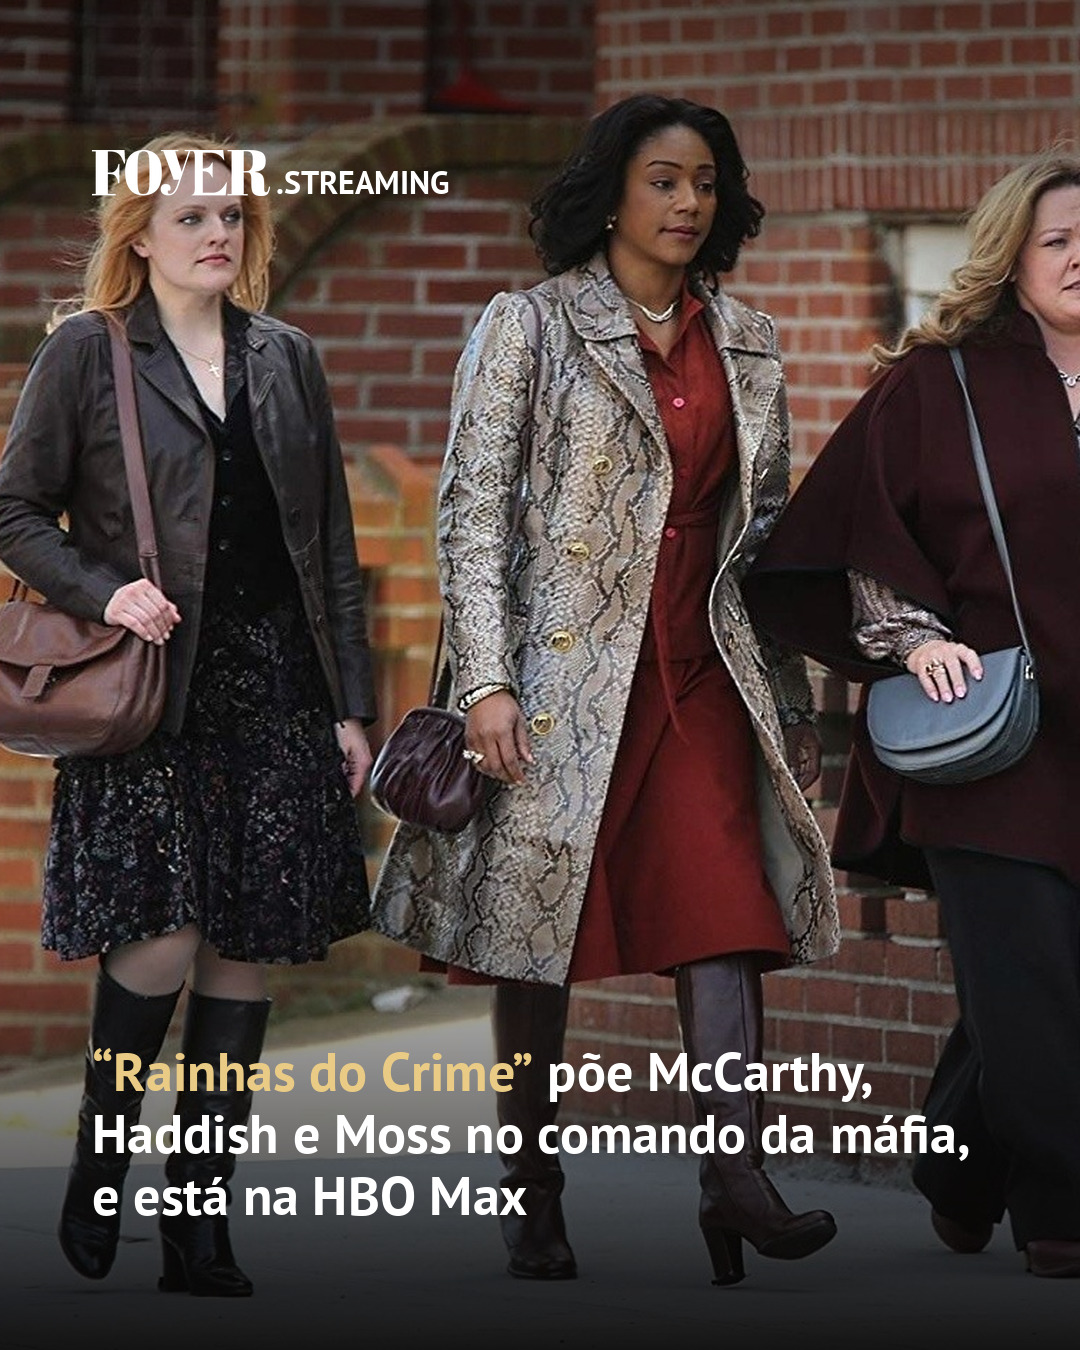 FOYER.STREAMING
“Rainhas do Crime” põe McCarthy,
Haddish e Moss no comando da máfia,
e está na HBO Max